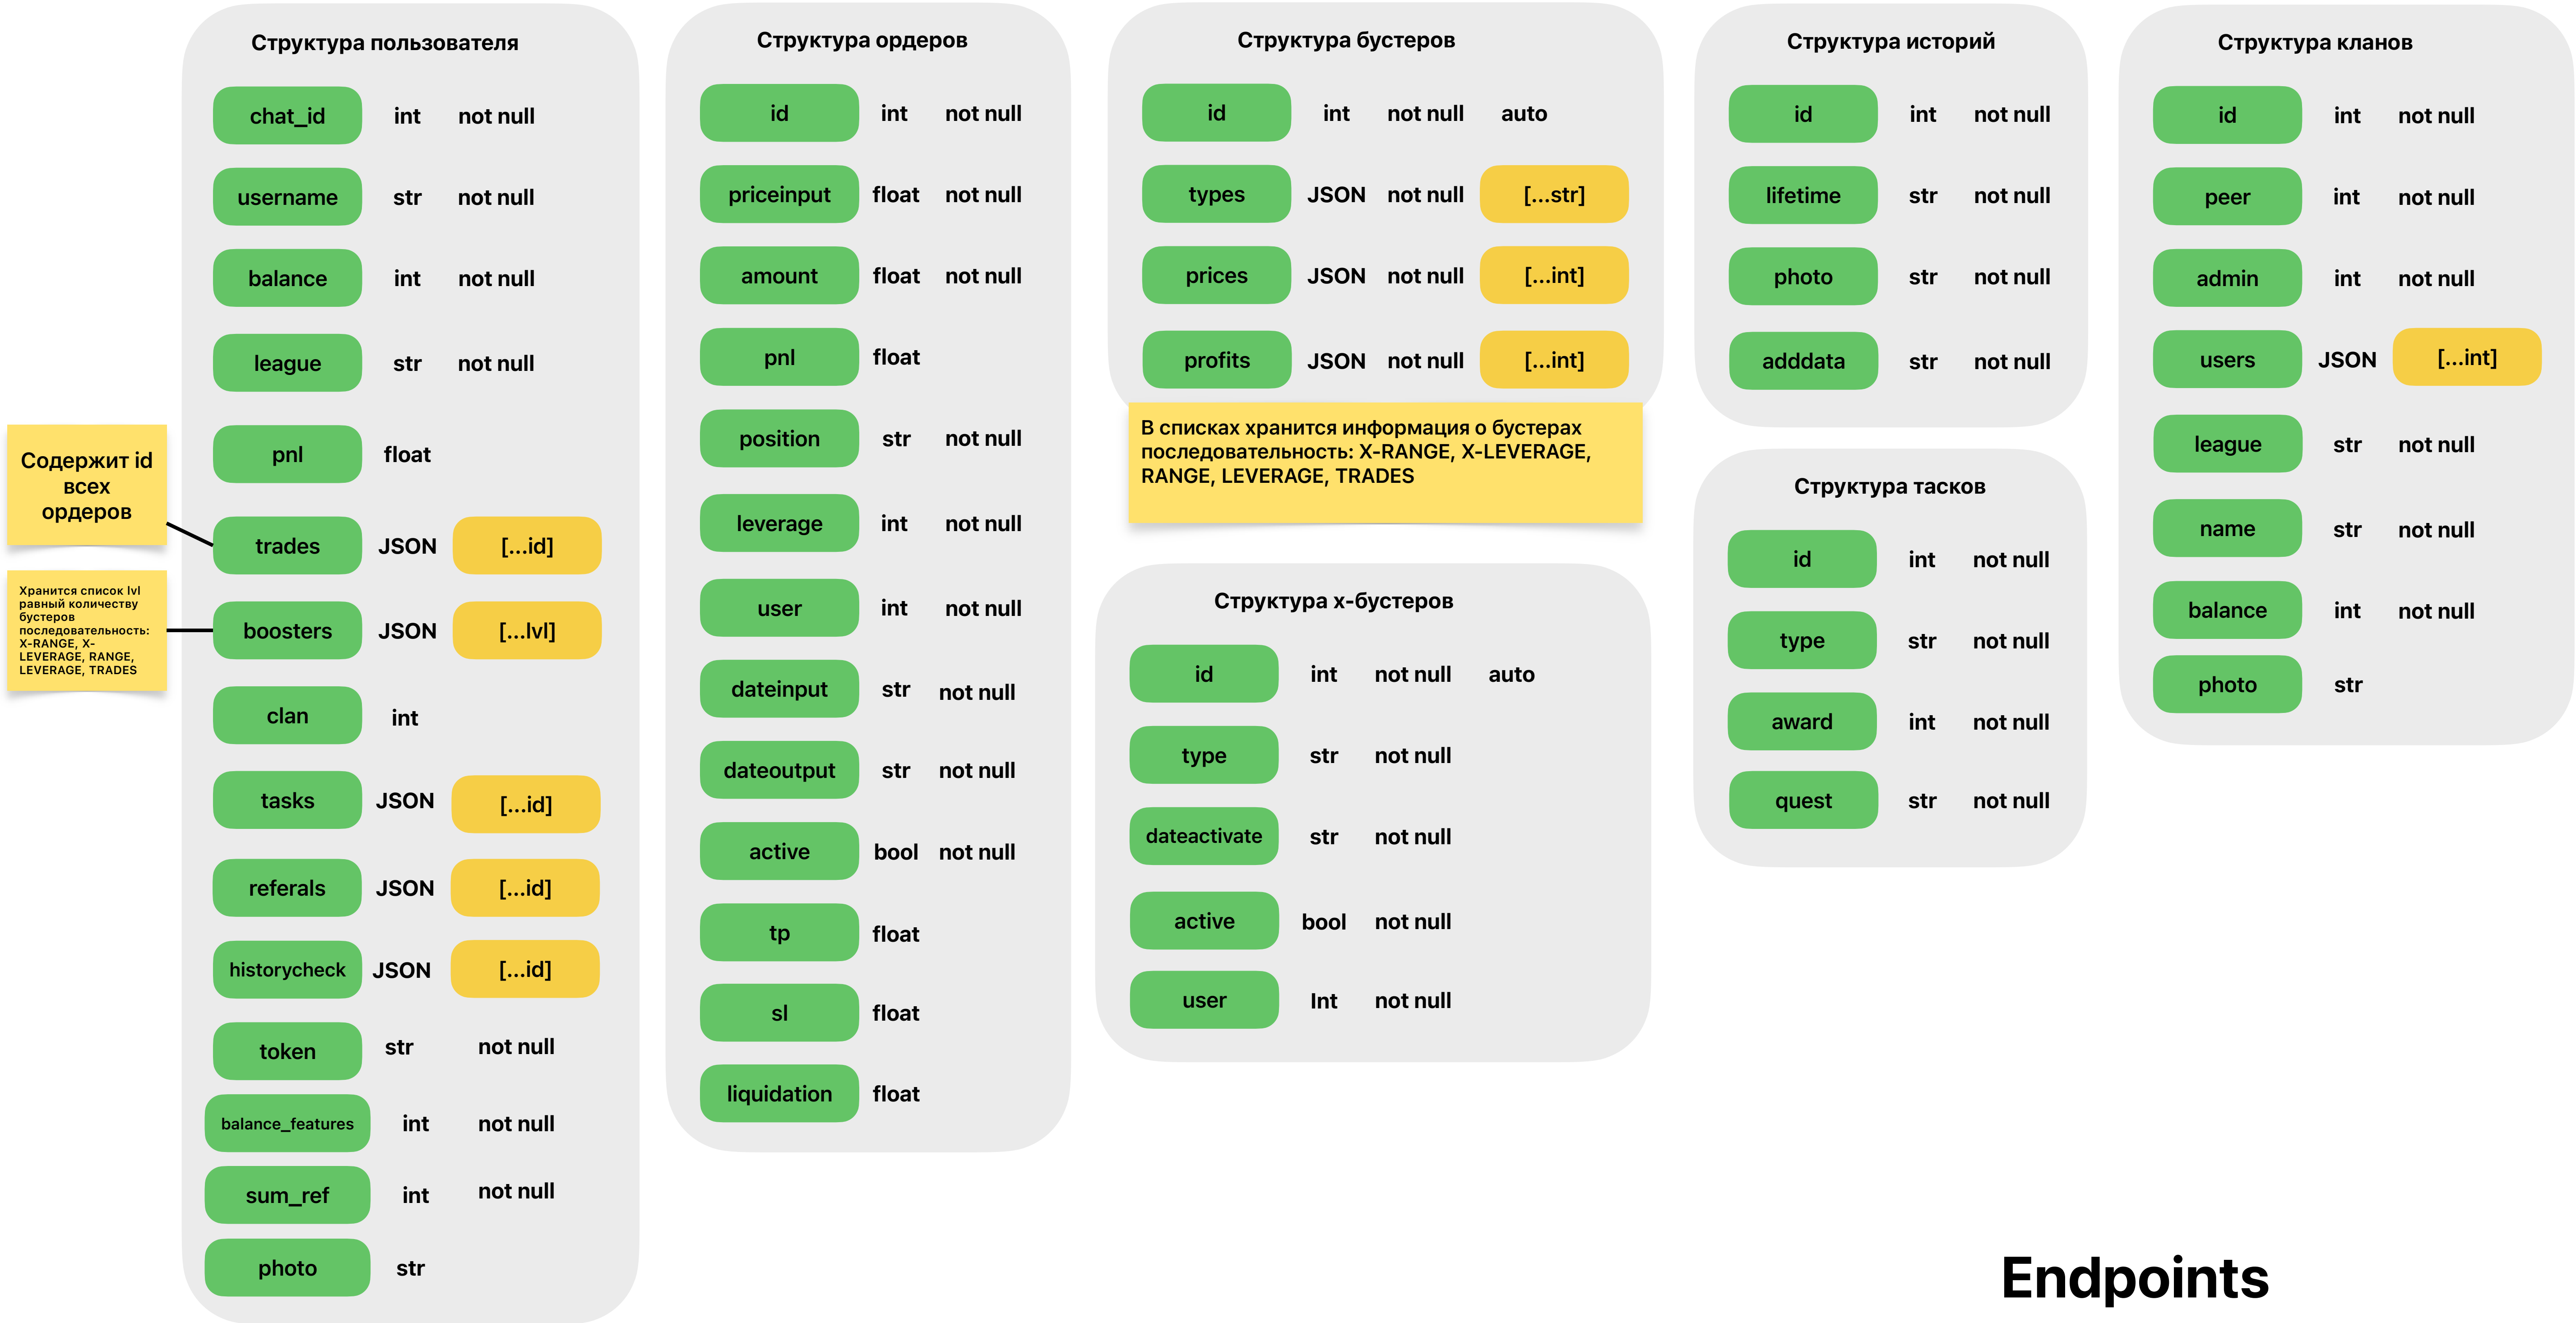 Структура пользователя
chat_id int not null
username str not null
balance int not null
league str not null
pnl float
Содержит id
всех
ордеров
trades JSON [...id]
Хранится список lvl
равный количеству
бустеров
последовательность:
X-RANGE, X-
LEVERAGE, RANGE,
LEVERAGE, TRADES
boosters JSON [...lvl]
clan int
tasks JSON [...id]
referals JSON [...id]
historycheck JSON [...id]
token str not null
balance_features int not null
sum_ref int not null
photo str
Структура ордеров
id int not null
priceinput float not null
amount float not null
pnl float
position str not null
leverage int not null
user int not null
dateinput str not null
dateoutput str not null
active bool not null
tp float
sl float
liquidation float
Структура бустеров
id int not null auto
types JSON not null [...str]
prices JSON not null [...int]
profits JSON not null [...int]
В списках хранится информация о бустерах
последовательность: X-RANGE, X-LEVERAGE,
RANGE, LEVERAGE, TRADES
Структура х-бустеров
id int not null auto
type str not null
dateactivate str not null
active bool not null
user Int not null
Структура историй
id int not null
lifetime str not null
photo str not null
adddata str not null
Структура тасков
id int not null
type str not null
award int not null
quest str not null
Структура кланов
id int not null
peer int not null
admin int not null
users JSON [...int]
league str not null
name str not null
balance int not null
photo str
Endpoints